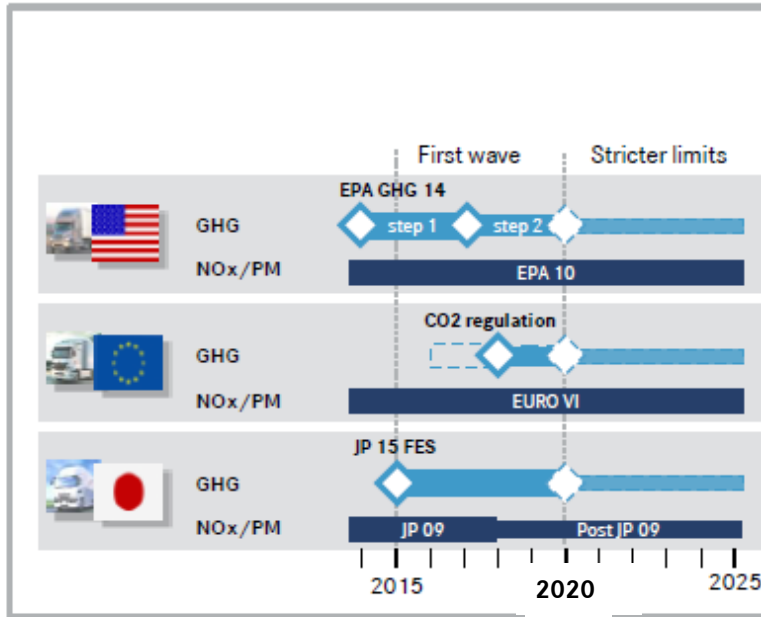 First wave Stricter limits
EPA GHG 14
GHG step 1 step 2
NOx/PM EPA 10
CO2 regulation
GHG
NOx/PM EURO VI
JP 15 FES
GHG
NOx/PM JP 09 Post JP 09
2015 2020 2025